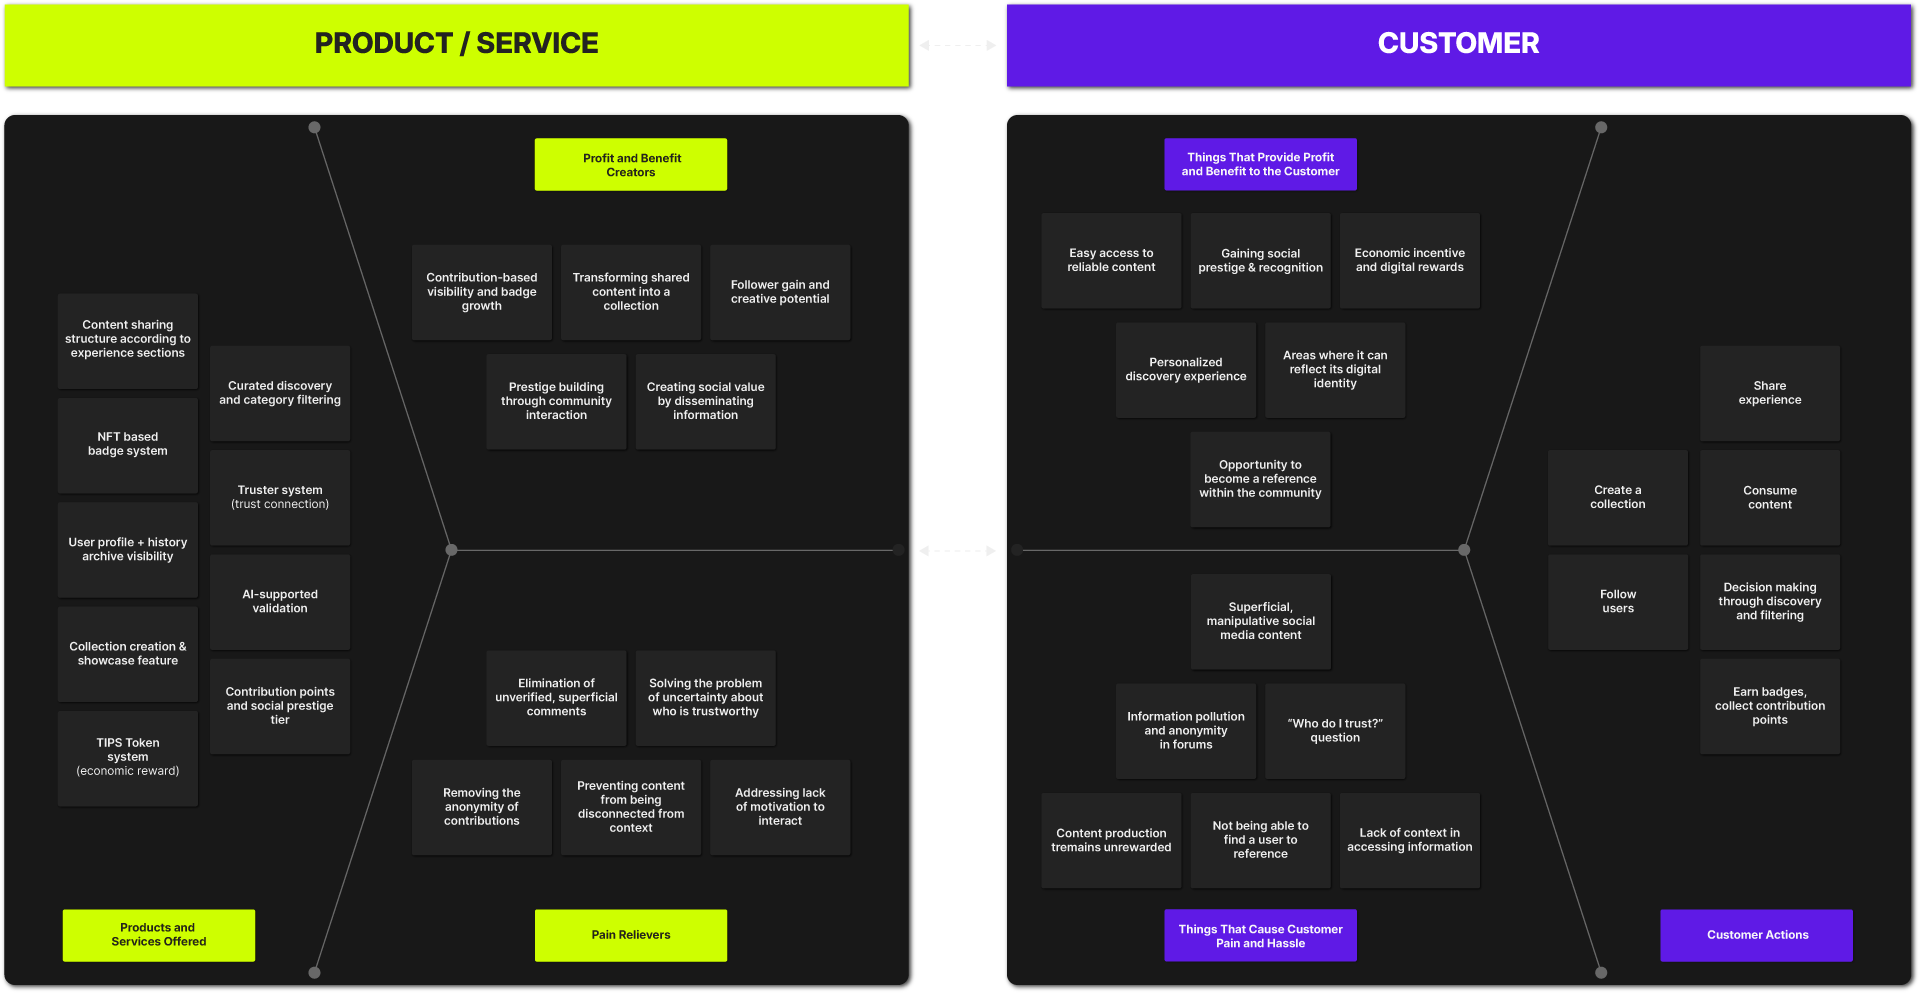 PRODUCT / SERVICE
Profit and Benefit
Creators
Contribution-based
visibility and badge
growth
Transforming shared
content into a
collection
Follower gain and
creative potential
Prestige building
through community
interaction
Creating social value
by disseminating
information
Content sharing
structure according to
experience sections
NFT based
badge system
User profile + history
archive visibility
Collection creation &
showcase feature
TIPS Token
system
(economic reward)
Curated discovery
and category filtering
Truster system
(trust connection)
AI-supported
validation
Contribution points
and social prestige
tier
Products and
Services Offered
Elimination of
unverified, superficial
comments
Solving the problem
of uncertainty about
who is trustworthy
Removing the
anonymity of
contributions
Preventing content
from being
disconnected from
context
Addressing lack
of motivation to
interact
Pain Relievers
CUSTOMER
Things That Provide Profit
and Benefit to the Customer
Easy access to
reliable content
Gaining social
prestige & recognition
Economic incentive
and digital rewards
Personalized
discovery experience
Areas where it can
reflect its digital
identity
Opportunity to
become a reference
within the community
Superficial,
manipulative social
media content
Information pollution
and anonymity
in forums
“Who do I trust?”
question
Content production
tremains unrewarded
Not being able to
find a user to
reference
Lack of context in
accessing information
Things That Cause Customer
Pain and Hassle
Create a
collection
Follow
users
Share
experience
Consume
content
Decision making
through discovery
and filtering
Earn badges,
collect contribution
points
Customer Actions